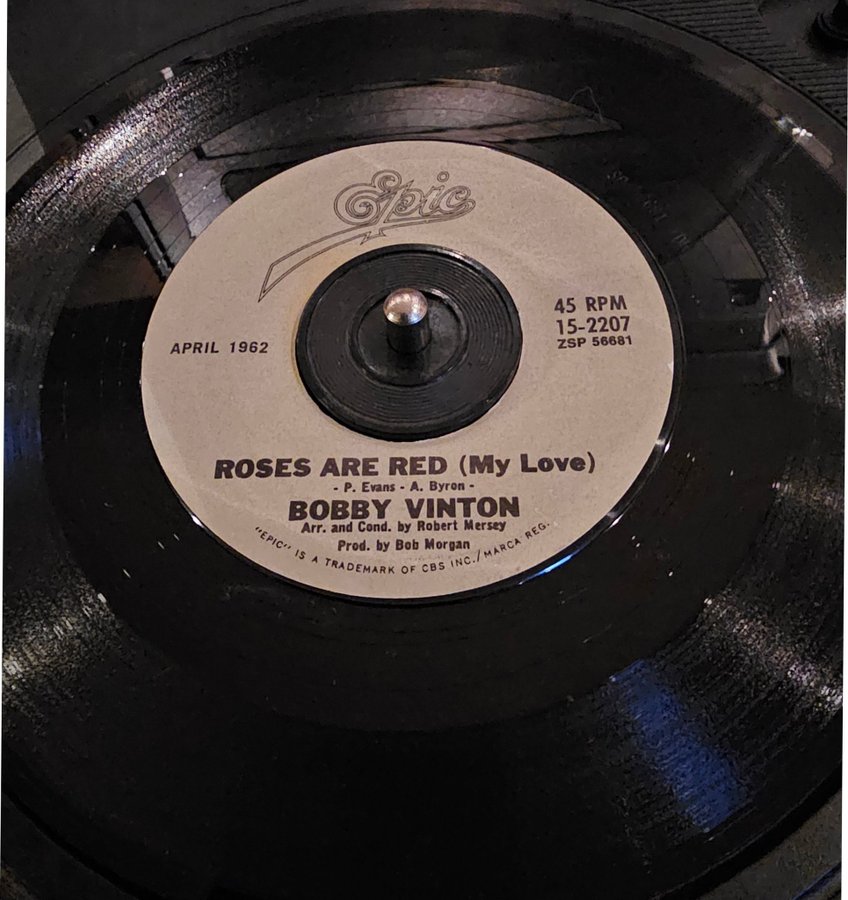 Epic
45 RPM
15-2207
ZSP 56681
APRIL 1962
ROSES ARE RED (My Love)
- P. Evans - A. Byron -
BOBBY VINTON
Arr. and Cond. by Robert Mersey
Prod. by Bob Morgan
"EPIC" IS A TRADEMARK OF CBS INC./MARCA REG.